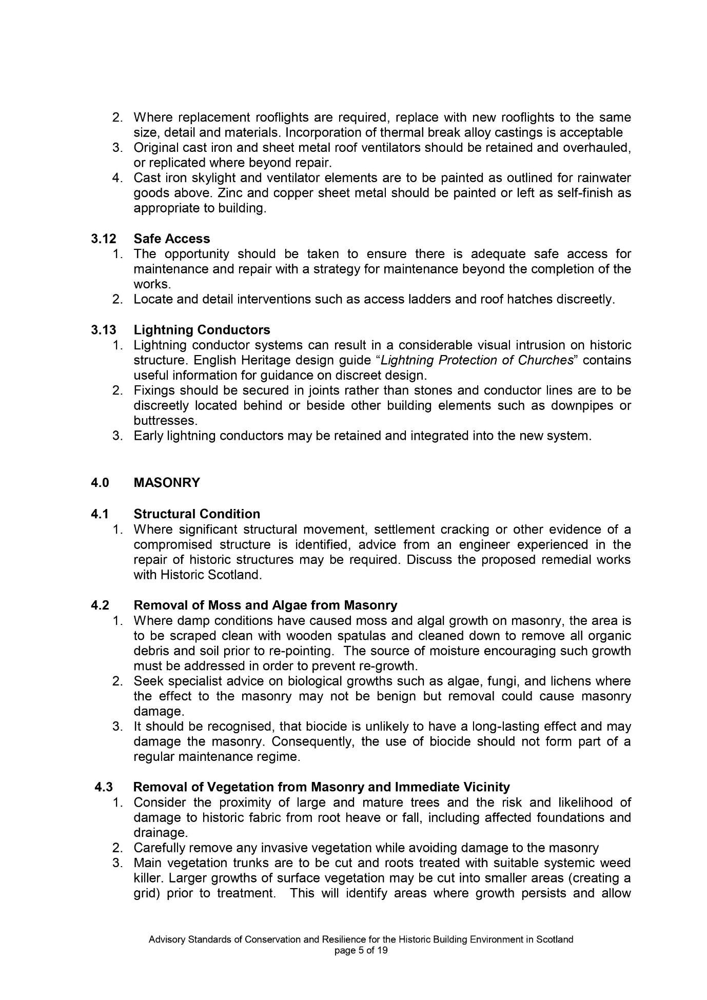 2. Where replacement rooflights are required, replace with new rooflights to the same
size, detail and materials. Incorporation of thermal break alloy castings is acceptable
3. Original cast iron and sheet metal roof ventilators should be retained and overhauled,
or replicated where beyond repair.
4. Cast iron skylight and ventilator elements are to be painted as outlined for rainwater
goods above. Zinc and copper sheet metal should be painted or left as self-finish as
appropriate to building.
3.12 Safe Access
1. The opportunity should be taken to ensure there is adequate safe access for
maintenance and repair with a strategy for maintenance beyond the completion of the
works.
2. Locate and detail interventions such as access ladders and roof hatches discreetly.
3.13 Lightning Conductors
1. Lightning conductor systems can result in a considerable visual intrusion on historic
structure. English Heritage design guide “Lightning Protection of Churches” contains
useful information for guidance on discreet design.
2. Fixings should be secured in joints rather than stones and conductor lines are to be
discreetly located behind or beside other building elements such as downpipes or
buttresses.
3. Early lightning conductors may be retained and integrated into the new system.
4.0 MASONRY
4.1 Structural Condition
1. Where significant structural movement, settlement cracking or other evidence of a
compromised structure is identified, advice from an engineer experienced in the
repair of historic structures may be required. Discuss the proposed remedial works
with Historic Scotland.
4.2 Removal of Moss and Algae from Masonry
1. Where damp conditions have caused moss and algal growth on masonry, the area is
to be scraped clean with wooden spatulas and cleaned down to remove all organic
debris and soil prior to re-pointing. The source of moisture encouraging such growth
must be addressed in order to prevent re-growth.
2. Seek specialist advice on biological growths such as algae, fungi, and lichens where
the effect to the masonry may not be benign but removal could cause masonry
damage.
3. It should be recognised, that biocide is unlikely to have a long-lasting effect and may
damage the masonry. Consequently, the use of biocide should not form part of a
regular maintenance regime.
4.3 Removal of Vegetation from Masonry and Immediate Vicinity
1. Consider the proximity of large and mature trees and the risk and likelihood of
damage to historic fabric from root heave or fall, including affected foundations and
drainage.
2. Carefully remove any invasive vegetation while avoiding damage to the masonry
3. Main vegetation trunks are to be cut and roots treated with suitable systemic weed
killer. Larger growths of surface vegetation may be cut into smaller areas (creating a
grid) prior to treatment. This will identify areas where growth persists and allow
Advisory Standards of Conservation and Resilience for the Historic Building Environment in Scotland
page 5 of 19